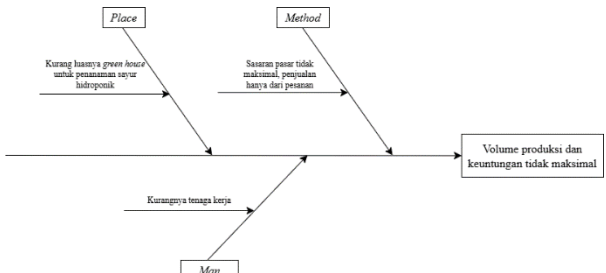 Place
Method
Kurang luasnya green house
untuk penanaman sayur
hidroponik
Sasaran pasar tidak
maksimal, penjualan
hanya dari pesanan
Volume produksi dan
keuntungan tidak maksimal
Kurangnya tenaga kerja
Man